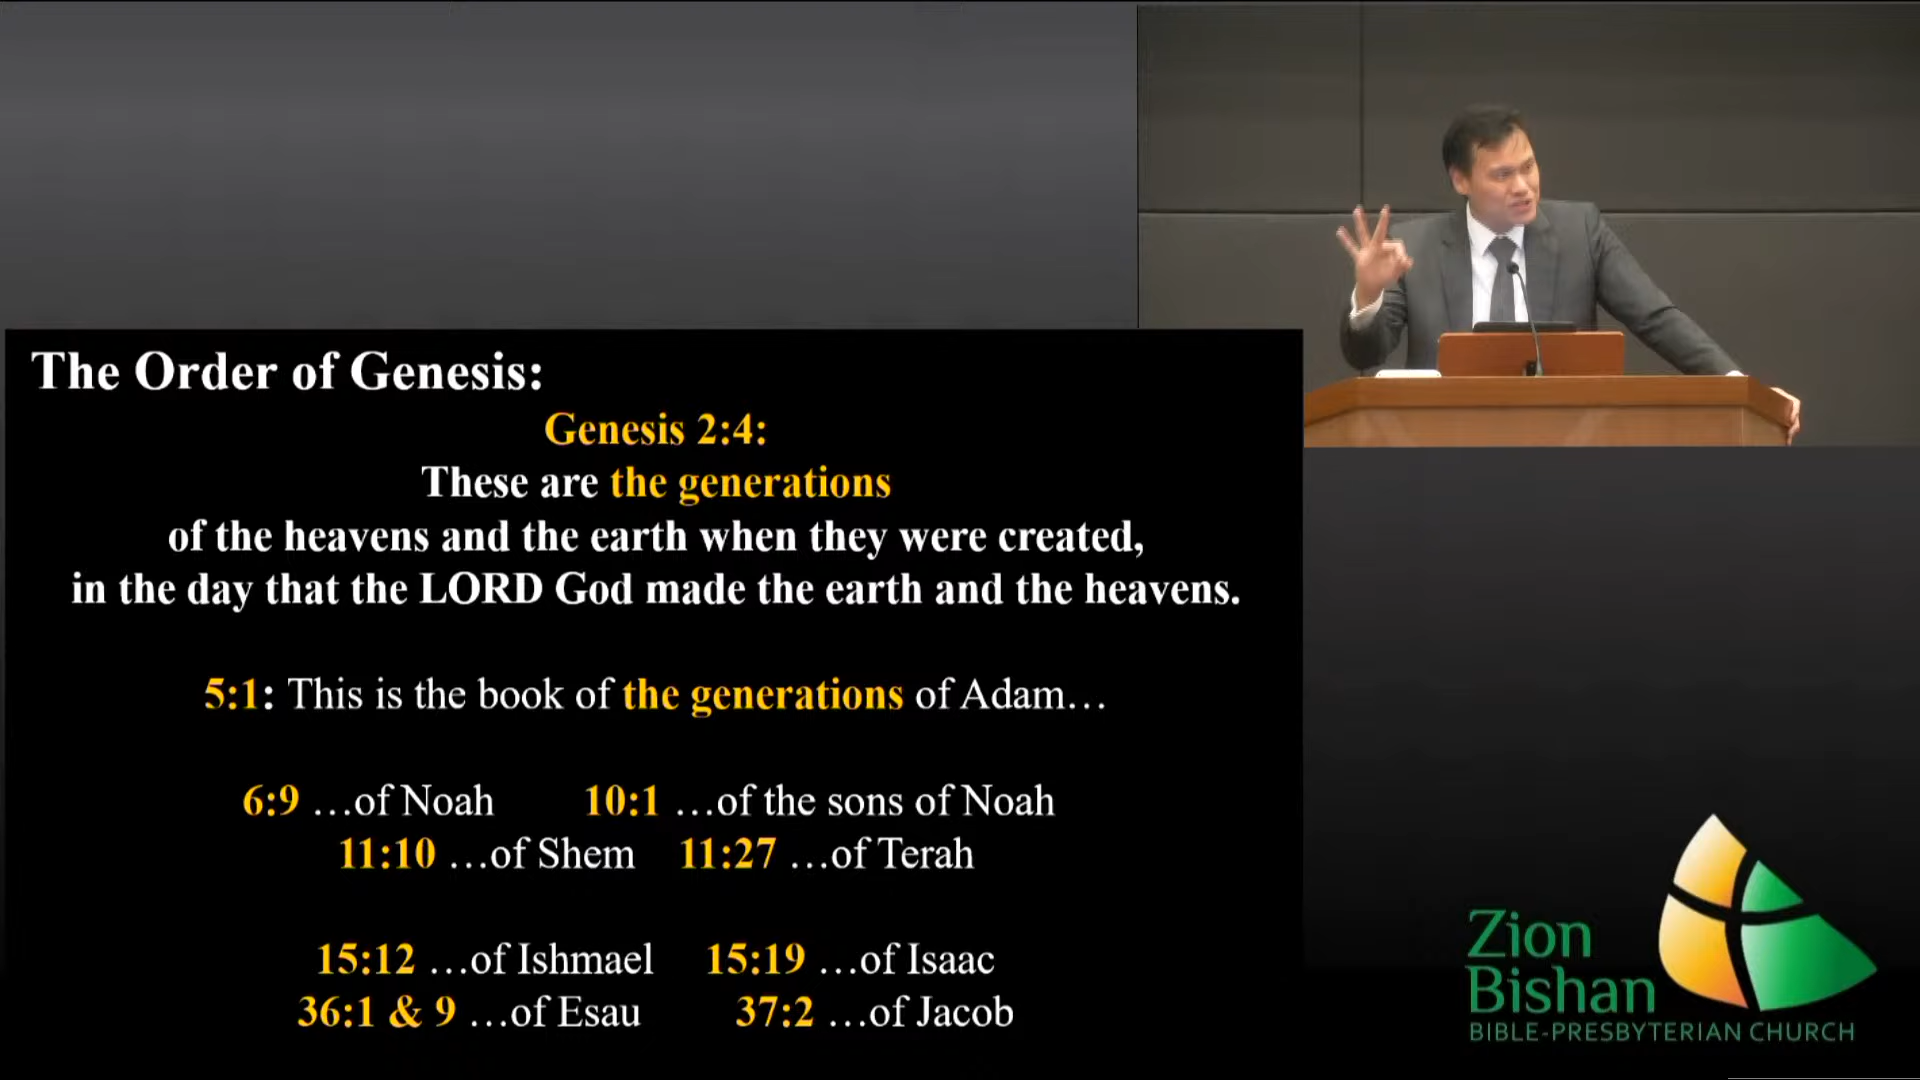 The Order of Genesis:
Genesis 2:4:
These are the generations
of the heavens and the earth when they were created,
in the day that the LORD God made the earth and the heavens.
5:1: This is the book of the generations of Adam…
6:9 …of Noah 10:1 …of the sons of Noah
11:10 …of Shem 11:27 …of Terah
15:12 …of Ishmael 15:19 …of Isaac
36:1 & 9 …of Esau 37:2 …of Jacob
Zion
Bishan
BIBLE-PRESBYTERIAN CHURCH